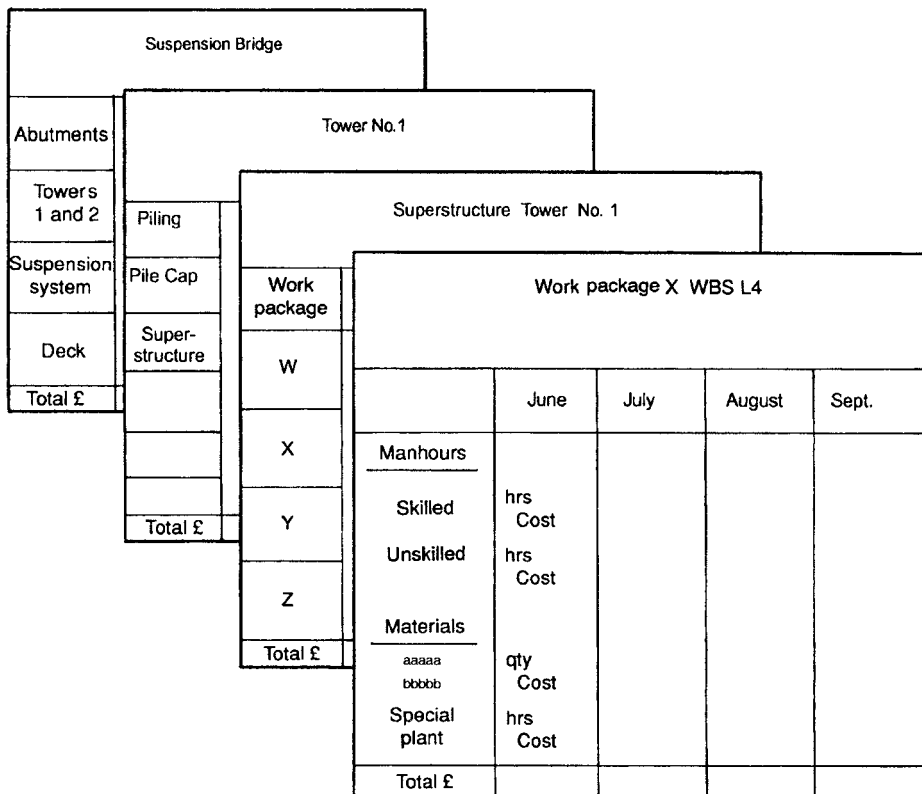 Suspension Bridge
Abutments
Towers
1 and 2
Suspension
system
Deck
Total £
Tower No.1
Piling
Pile Cap
Super-
structure
Total £
Superstructure Tower No. 1
Work
package
W
X
Y
Z
Total £
Work package X WBS L4
June July August Sept.
Manhours
Skilled hrs
Cost
Unskilled hrs
Cost
Materials
aaaaa qty
bbbbb Cost
Special hrs
plant Cost
Total £